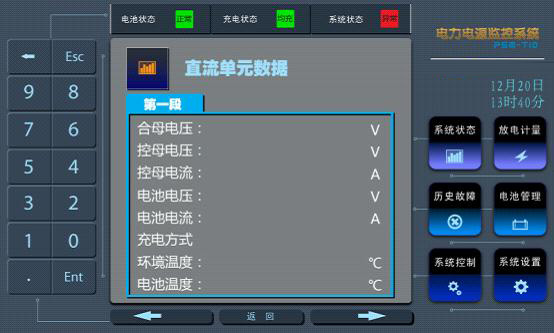 电池状态 正常 充电状态 均充 系统状态 异常
电力电源监控系统
PSM-T10
12月20日
13时40分
← Esc
9 8
7 6
5 4
3 2
1 0
. Ent
直流单元数据
第一段
合母电压： V
控母电压： V
控母电流： A
电池电压： V
电池电流： A
充电方式
环境温度： ℃
电池温度： ℃
返 回
系统状态 放电计量
历史故障 电池管理
系统控制 系统设置